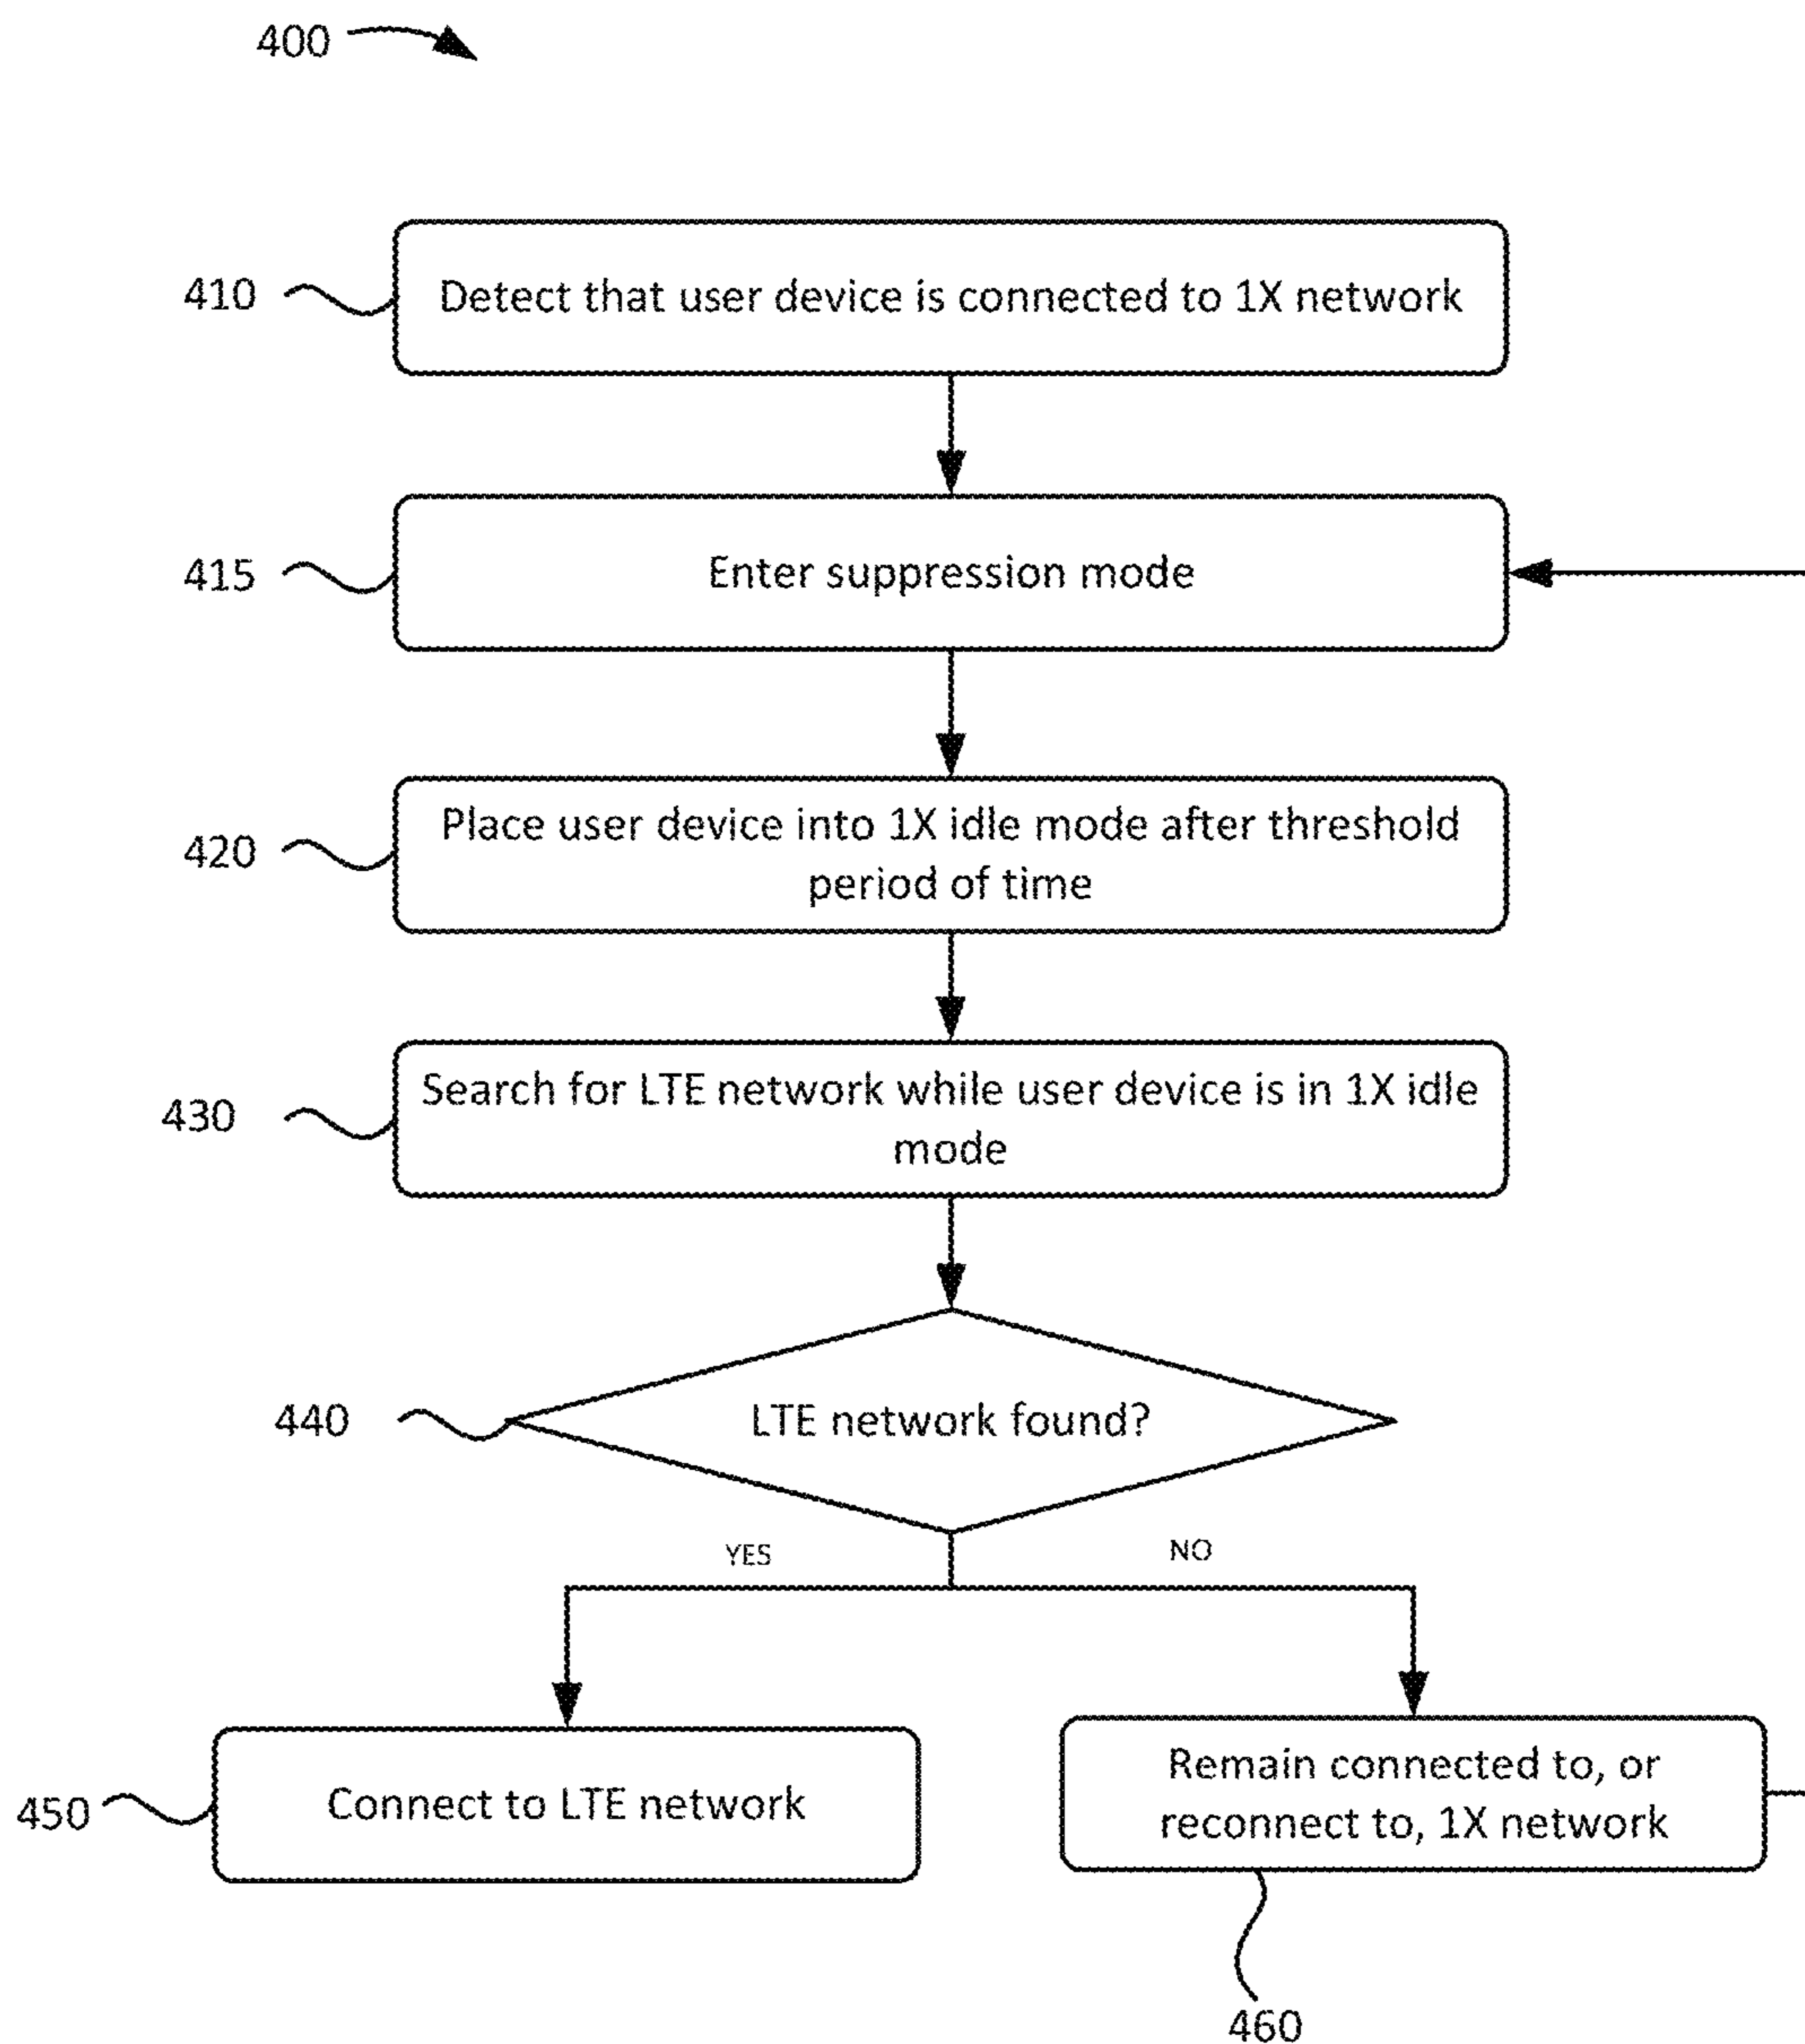 400
410
Detect that user device is connected to 1X network
415
Enter suppression mode
420
Place user device into 1X idle mode after threshold
period of time
430
Search for LTE network while user device is in 1X idle
mode
440
LTE network found?
YES
NO
450
Connect to LTE network
Remain connected to, or
reconnect to, 1X network
460